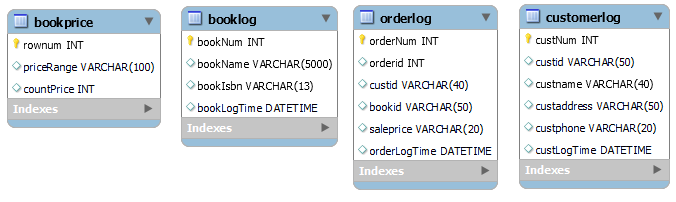 bookprice
rownum INT
priceRange VARCHAR(100)
countPrice INT
Indexes
booklog
bookNum INT
bookName VARCHAR(5000)
bookIsbn VARCHAR(13)
bookLogTime DATETIME
Indexes
orderlog
orderNum INT
orderid INT
custid VARCHAR(40)
bookid VARCHAR(50)
saleprice VARCHAR(20)
orderLogTime DATETIME
Indexes
customerlog
custNum INT
custid VARCHAR(50)
custname VARCHAR(40)
custaddress VARCHAR(50)
custphone VARCHAR(20)
custLogTime DATETIME
Indexes